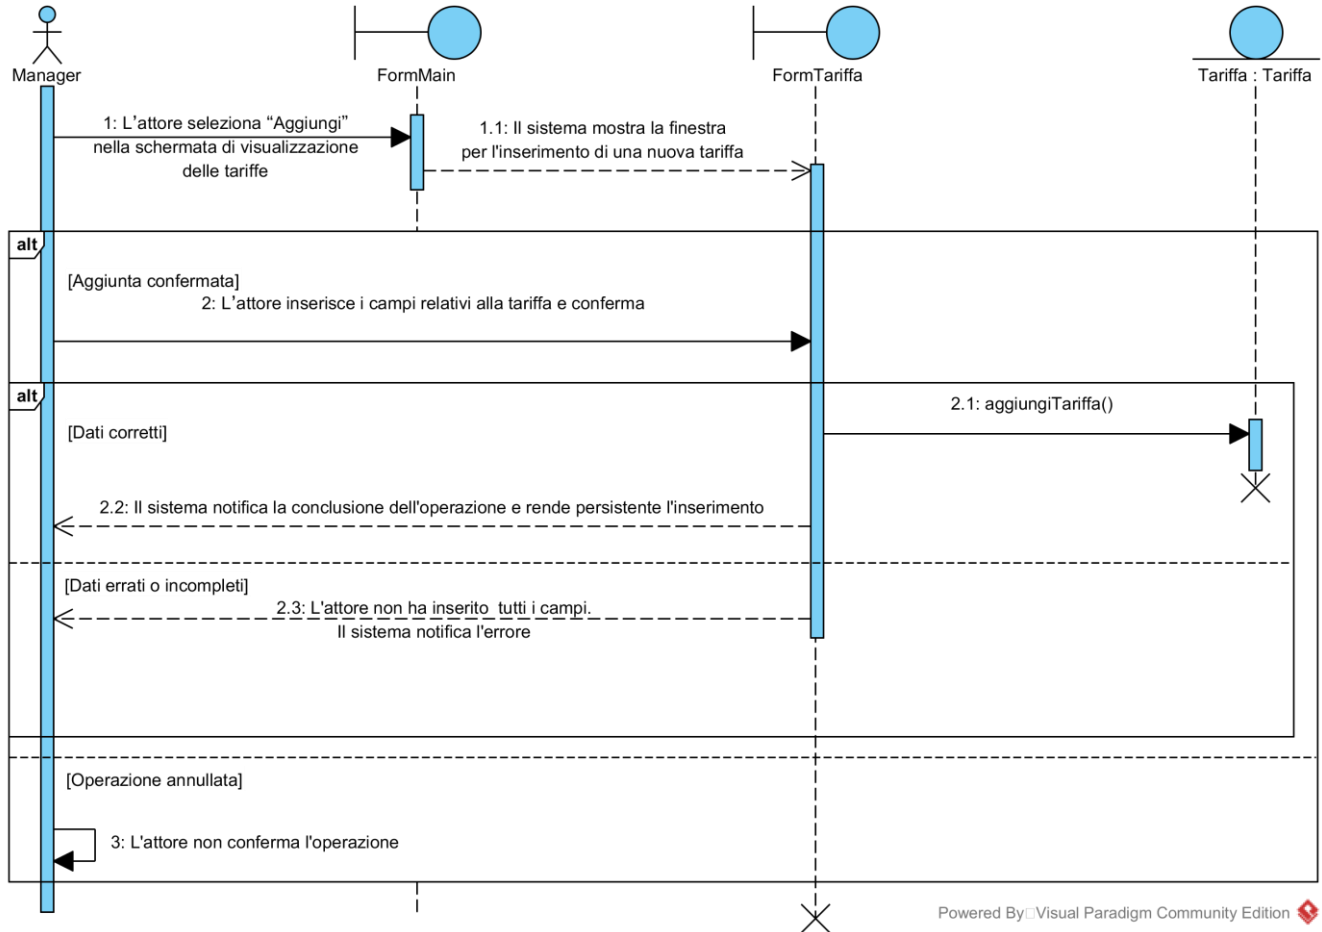 Manager
FormMain
FormTariffa
Tariffa : Tariffa
1: L’attore seleziona “Aggiungi”
nella schermata di visualizzazione
delle tariffe
1.1: Il sistema mostra la finestra
per l'inserimento di una nuova tariffa
alt
[Aggiunta confermata]
2: L’attore inserisce i campi relativi alla tariffa e conferma
alt
2.1: aggiungiTariffa()
[Dati corretti]
2.2: Il sistema notifica la conclusione dell'operazione e rende persistente l'inserimento
[Dati errati o incompleti]
2.3: L'attore non ha inserito  tutti i campi.
Il sistema notifica l'errore
[Operazione annullata]
3: L'attore non conferma l'operazione
Powered By□Visual Paradigm Community Edition